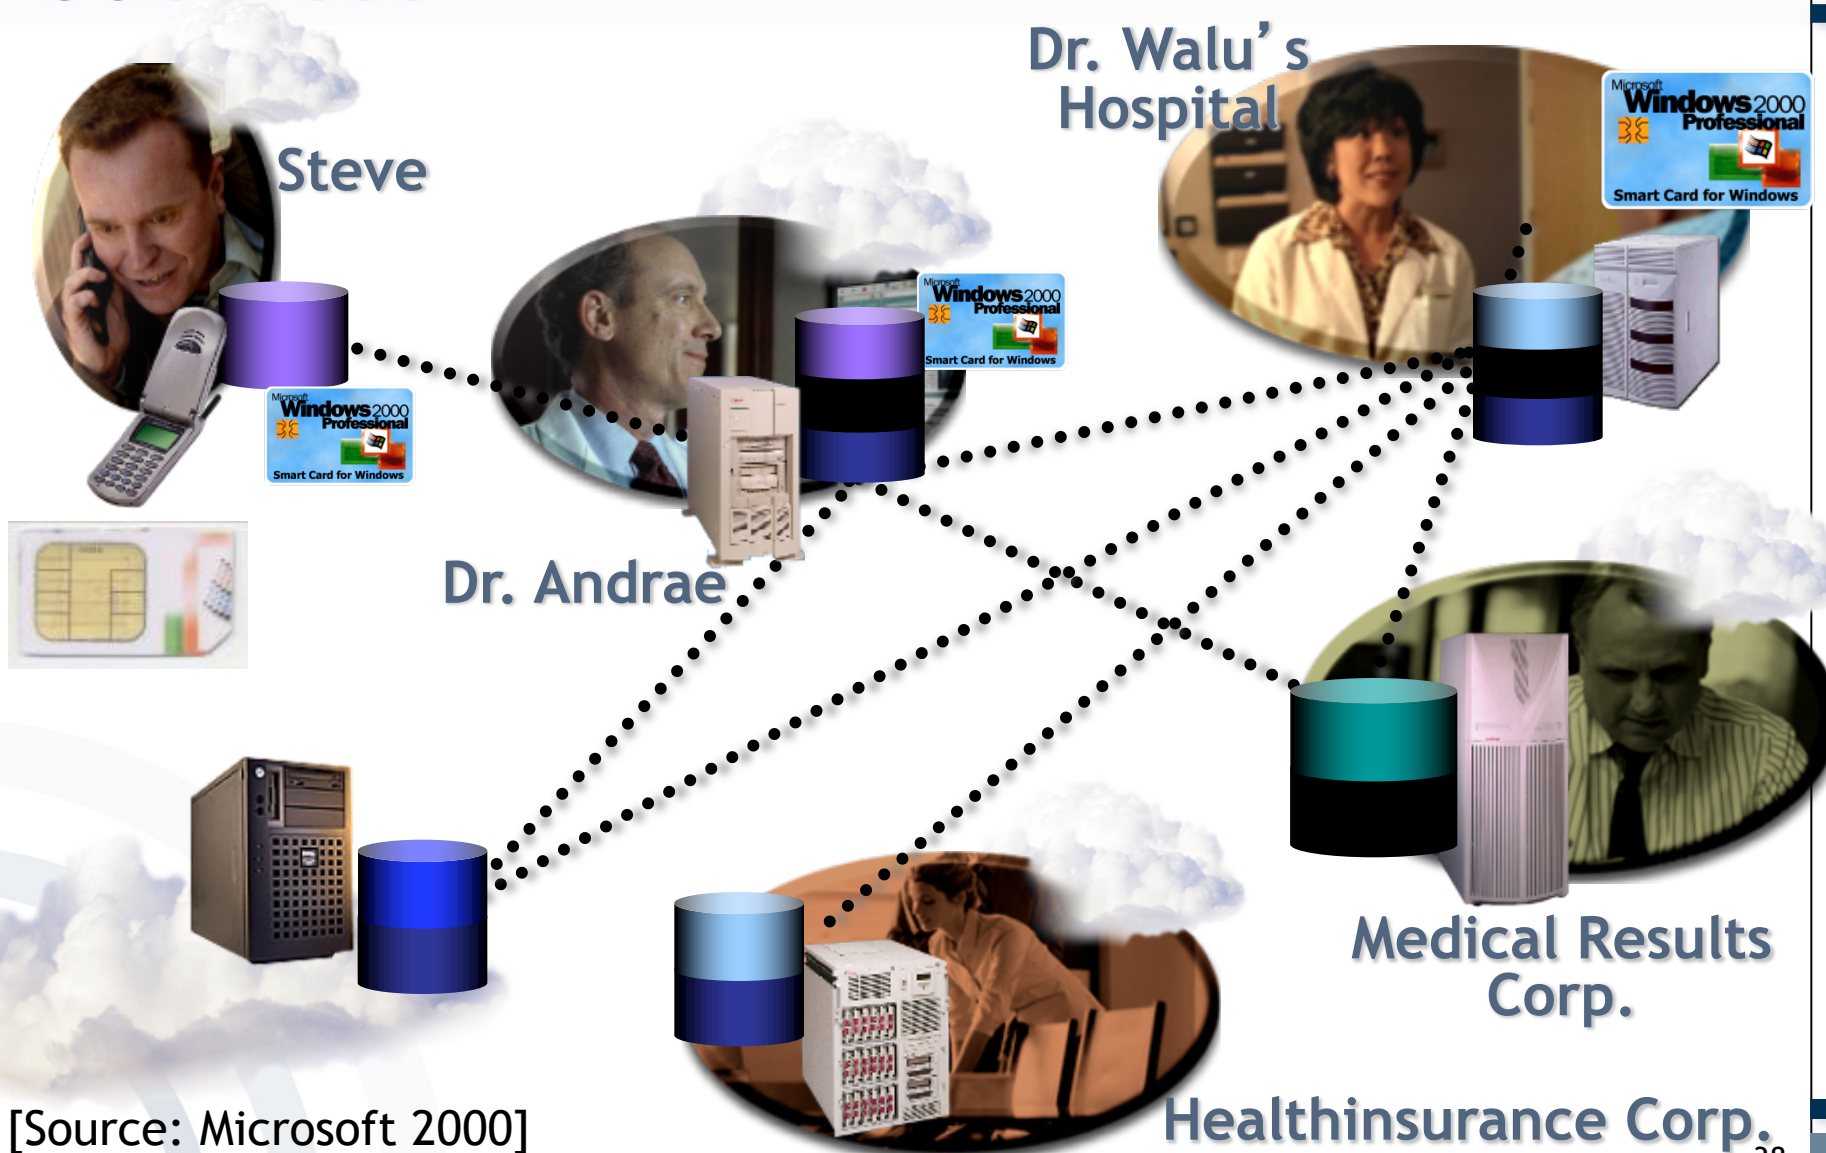 Dr. Walu’s
Hospital
Microsoft
Windows 2000
Professional
Smart Card for Windows
Steve
Microsoft
Windows 2000
Professional
Smart Card for Windows
Microsoft
Windows 2000
Professional
Smart Card for Windows
Dr. Andrae
Medical Results
Corp.
Healthinsurance Corp.
[Source: Microsoft 2000]